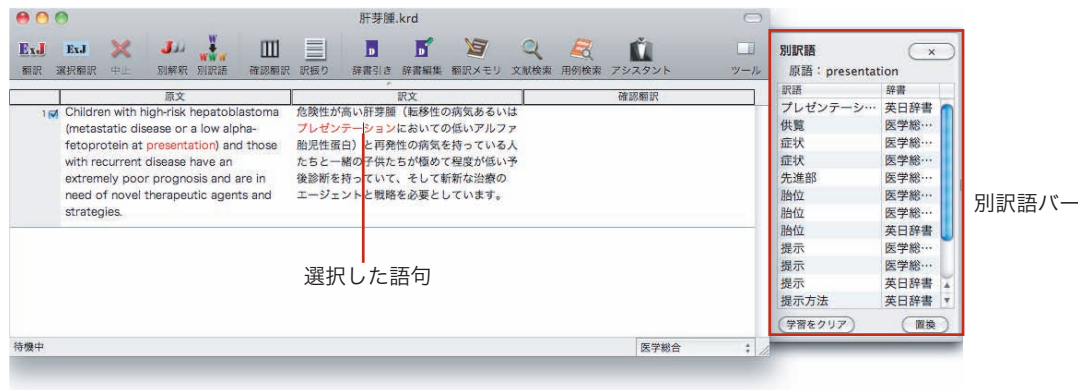 肝芽腫.krd
ExJ ExJ
翻訳 選択翻訳 中止 別解釈 別訳語 確認翻訳 訳振り 辞書引き 辞書編集 翻訳メモリ 文献検索 用例検索 アシスタント ツール
原文 訳文 確認翻訳
1 Children with high-risk hepatoblastoma
(metastatic disease or a low alpha-
fetoprotein at presentation) and those
with recurrent disease have an
extremely poor prognosis and are in
need of novel therapeutic agents and
strategies.
危険性が高い肝芽腫（転移性の病気あるいは
プレゼンテーションにおいての低いアルファ
胎児性蛋白）と再発性の病気を持っている人
たちと一緒の子供たちが極めて程度が低い予
後診断を持っていて、そして斬新な治療の
エージェントと戦略を必要としています。
選択した語句
待機中 医学総合
別訳語 ×
原語：presentation
訳語 辞書
プレゼンテーシ… 英日辞書
供覧 医学総…
症状 医学総…
症状 医学総…
先進部 医学総…
胎位 医学総…
胎位 医学総…
胎位 英日辞書
提示 医学総…
提示 医学総…
提示 英日辞書
提示方法 英日辞書
学習をクリア 置換
別訳語バー